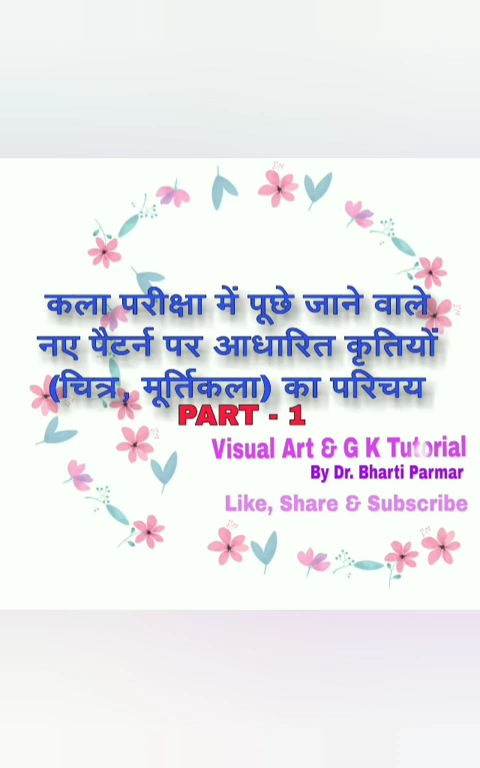 कला परीक्षा में पूछे जाने वाले
नए पैटर्न पर आधारित कृतियों
(चित्र , मूर्तिकला) का परिचय
PART - 1
Visual Art & G K Tutorial
By Dr. Bharti Parmar
Like, Share & Subscribe